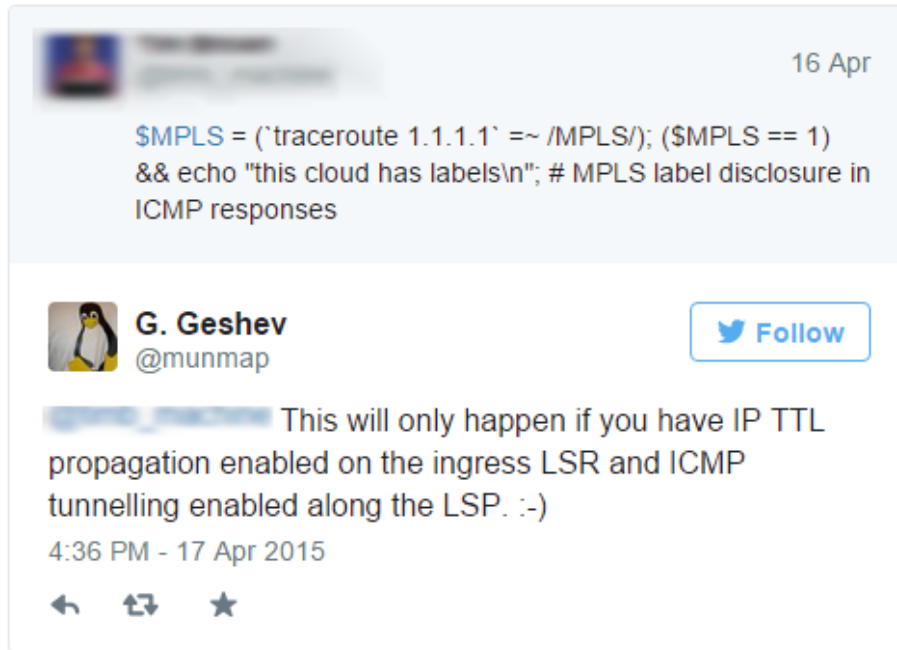 16 Apr
$MPLS = (`traceroute 1.1.1.1` =~ /MPLS/); ($MPLS == 1)
&& echo "this cloud has labels\n"; # MPLS label disclosure in
ICMP responses
G. Geshev
@munmap
Follow
This will only happen if you have IP TTL
propagation enabled on the ingress LSR and ICMP
tunnelling enabled along the LSP. :-)
4:36 PM - 17 Apr 2015